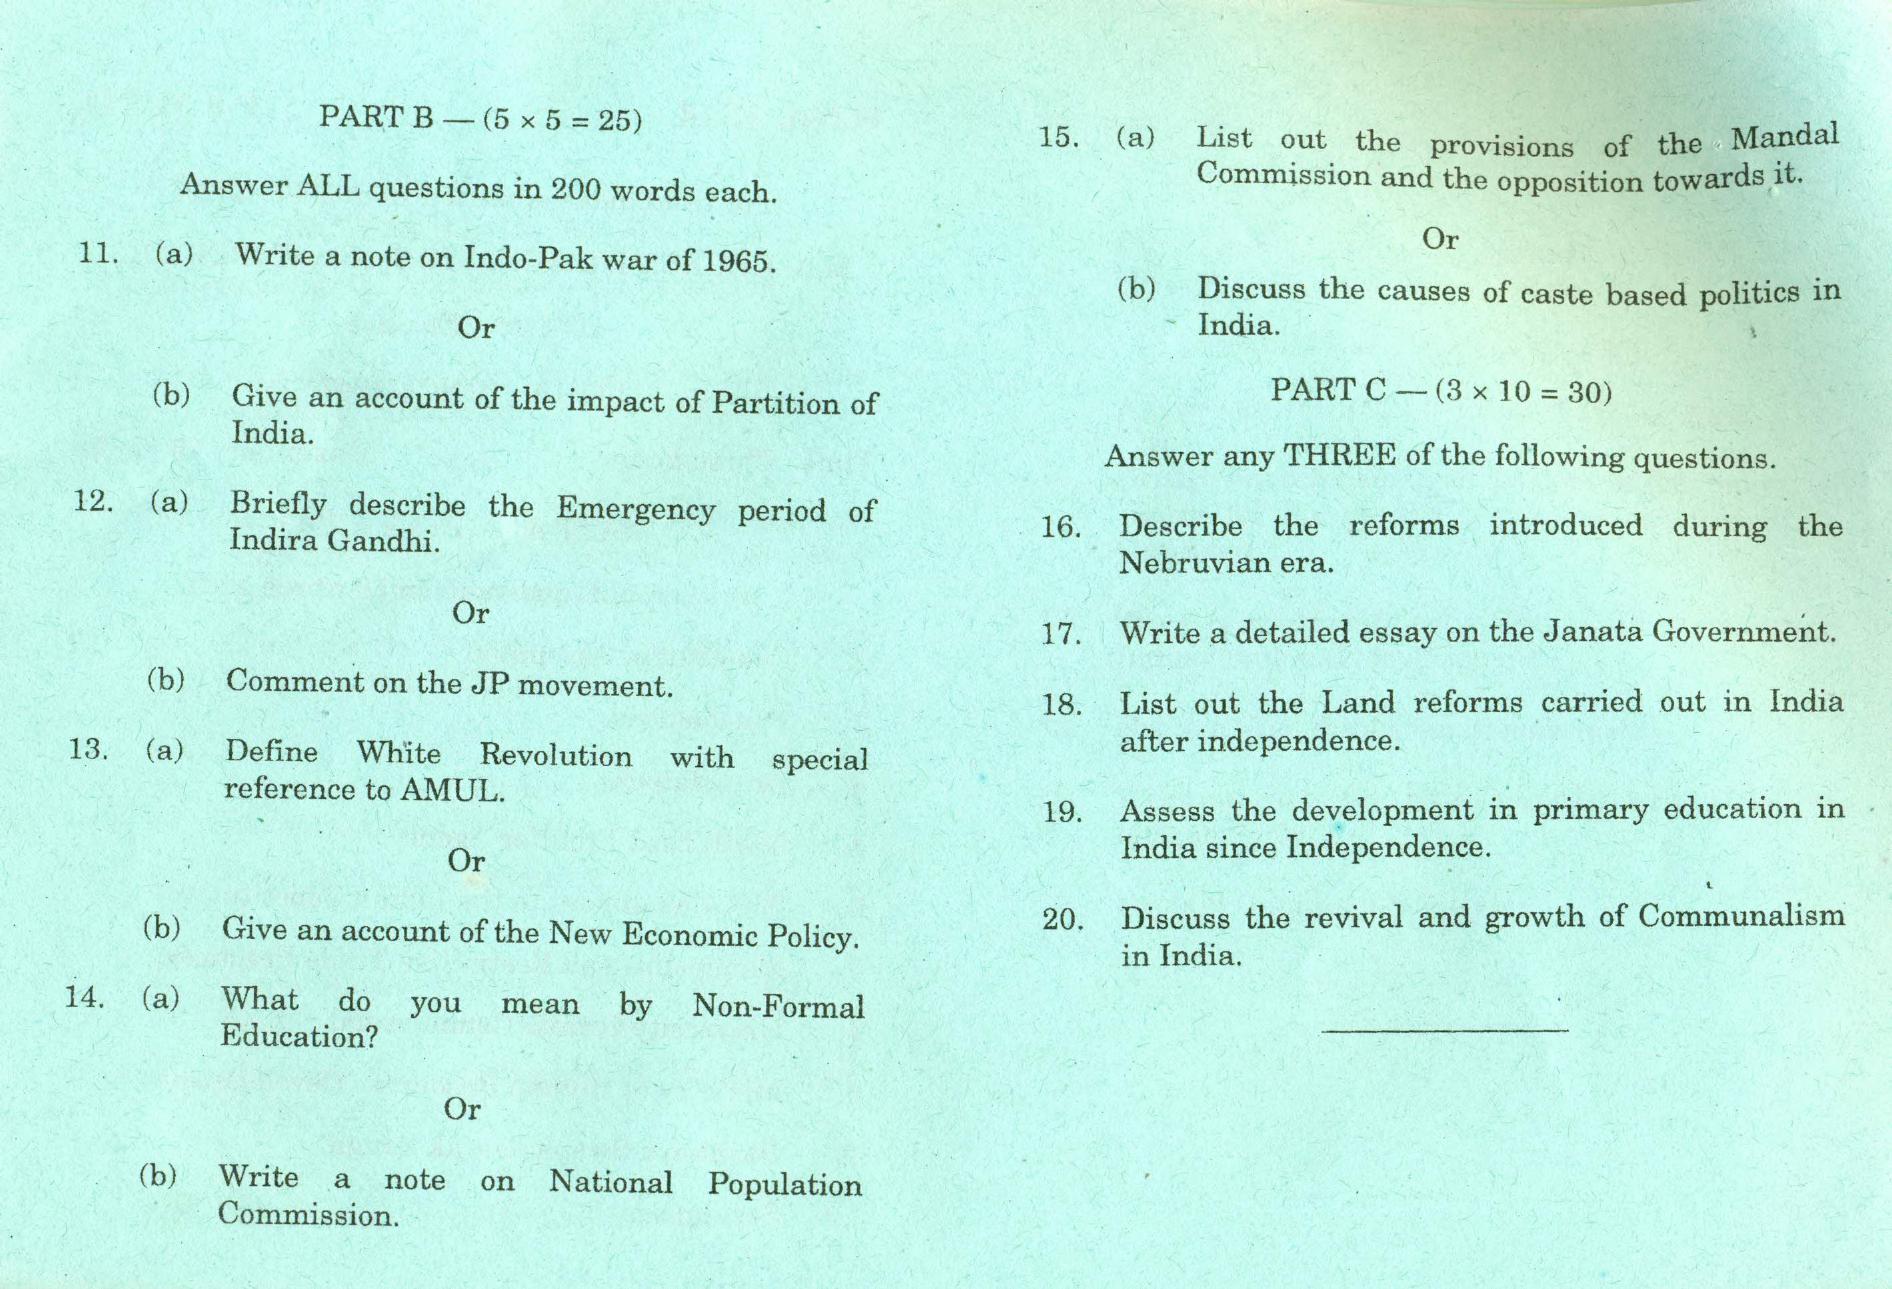 PART B — (5 × 5 = 25)
Answer ALL questions in 200 words each.
11. (a) Write a note on Indo-Pak war of 1965.
Or
(b) Give an account of the impact of Partition of
India.
12. (a) Briefly describe the Emergency period of
Indira Gandhi.
Or
(b) Comment on the JP movement.
13. (a) Define White Revolution with special
reference to AMUL.
Or
(b) Give an account of the New Economic Policy.
14. (a) What do you mean by Non-Formal
Education?
Or
(b) Write a note on National Population
Commission.
15. (a) List out the provisions of the Mandal
Commission and the opposition towards it.
Or
(b) Discuss the causes of caste based politics in
India.
PART C — (3 × 10 = 30)
Answer any THREE of the following questions.
16. Describe the reforms introduced during the
Nebruvian era.
17. Write a detailed essay on the Janata Government.
18. List out the Land reforms carried out in India
after independence.
19. Assess the development in primary education in
India since Independence.
20. Discuss the revival and growth of Communalism
in India.